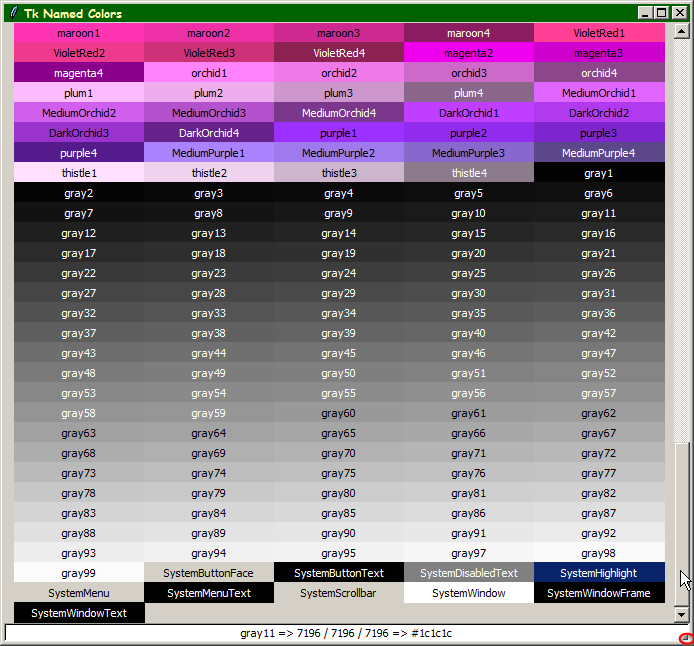 Tk Named Colors
maroon1 maroon2 maroon3 maroon4 VioletRed1
VioletRed2 VioletRed3 VioletRed4 magenta2 magenta3
magenta4 orchid1 orchid2 orchid3 orchid4
plum1 plum2 plum3 plum4 MediumOrchid1
MediumOrchid2 MediumOrchid3 MediumOrchid4 DarkOrchid1 DarkOrchid2
DarkOrchid3 DarkOrchid4 purple1 purple2 purple3
purple4 MediumPurple1 MediumPurple2 MediumPurple3 MediumPurple4
thistle1 thistle2 thistle3 thistle4 gray1
gray2 gray3 gray4 gray5 gray6
gray7 gray8 gray9 gray10 gray11
gray12 gray13 gray14 gray15 gray16
gray17 gray18 gray19 gray20 gray21
gray22 gray23 gray24 gray25 gray26
gray27 gray28 gray29 gray30 gray31
gray32 gray33 gray34 gray35 gray36
gray37 gray38 gray39 gray40 gray42
gray43 gray44 gray45 gray46 gray47
gray48 gray49 gray50 gray51 gray52
gray53 gray54 gray55 gray56 gray57
gray58 gray59 gray60 gray61 gray62
gray63 gray64 gray65 gray66 gray67
gray68 gray69 gray70 gray71 gray72
gray73 gray74 gray75 gray76 gray77
gray78 gray79 gray80 gray81 gray82
gray83 gray84 gray85 gray86 gray87
gray88 gray89 gray90 gray91 gray92
gray93 gray94 gray95 gray97 gray98
gray99 SystemButtonFace SystemButtonText SystemDisabledText SystemHighlight
SystemMenu SystemMenuText SystemScrollbar SystemWindow SystemWindowFrame
SystemWindowText
gray11 => 7196 / 7196 / 7196 => #1c1c1c